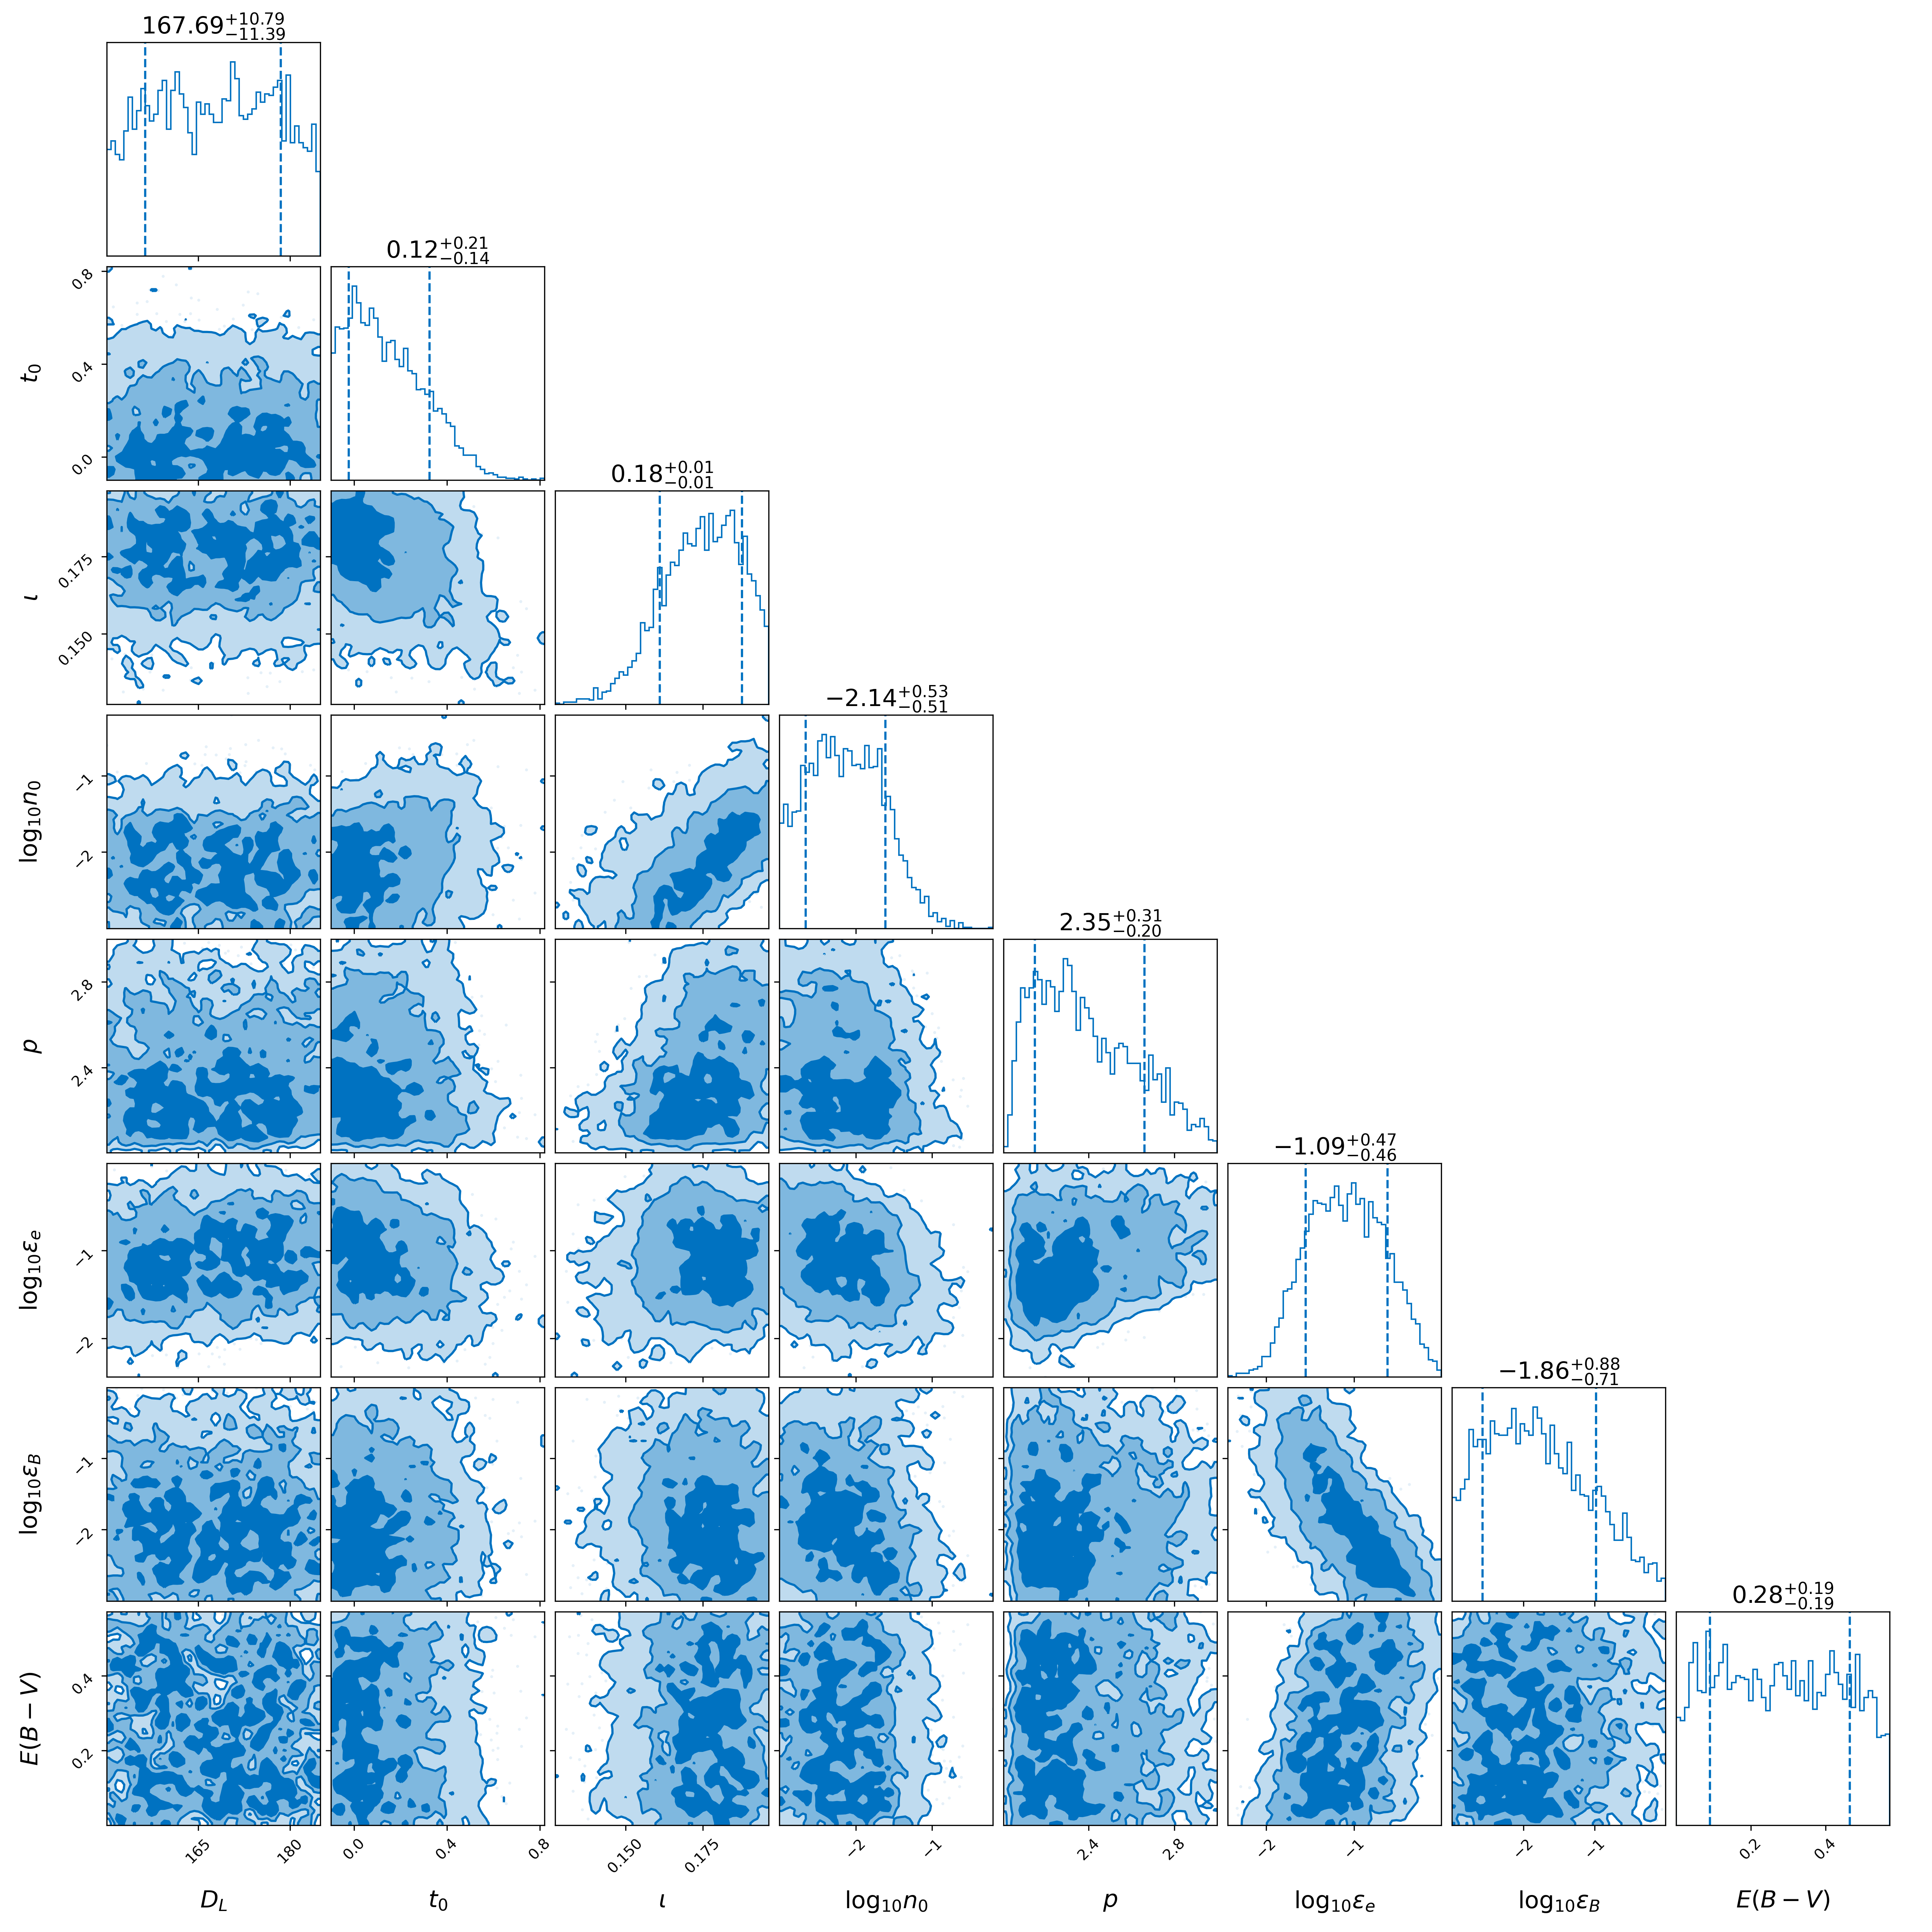 167.69^{+10.79}_{-11.39}
0.12^{+0.21}_{-0.14}
0.8
0.4
0.0
t_0
0.18^{+0.01}_{-0.01}
0.175
0.150
ι
−2.14^{+0.53}_{-0.51}
−1
−2
log_{10}n_0
2.35^{+0.31}_{-0.20}
2.8
2.4
p
−1.09^{+0.47}_{-0.46}
−1
−2
log_{10}ε_e
−1.86^{+0.88}_{-0.71}
−1
−2
log_{10}ε_B
0.28^{+0.19}_{-0.19}
0.4
0.2
E(B − V)
165 180 0.0 0.4 0.8 0.150 0.175 −2 −1 2.4 2.8 −2 −1 −2 −1 0.2 0.4
D_L t_0 ι log_{10}n_0 p log_{10}ε_e log_{10}ε_B E(B − V)